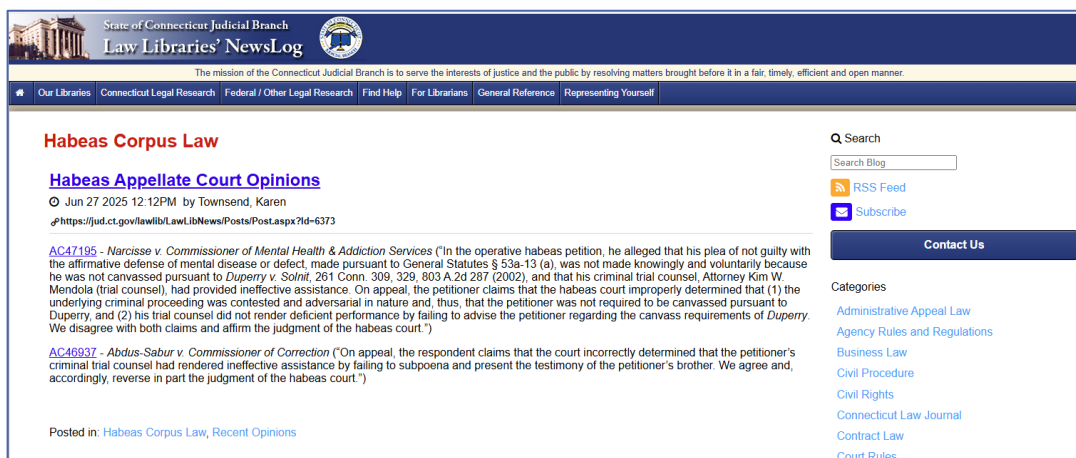 State of Connecticut Judicial Branch
Law Libraries' NewsLog
The mission of the Connecticut Judicial Branch is to serve the interests of justice and the public by resolving matters brought before it in a fair, timely, efficient and open manner.
Our Libraries Connecticut Legal Research Federal / Other Legal Research Find Help For Librarians General Reference Representing Yourself
Habeas Corpus Law
Habeas Appellate Court Opinions
Jun 27 2025 12:12PM by Townsend, Karen
https://jud.ct.gov/lawlib/LawLibNews/Posts/Post.aspx?Id=6373
AC47195 - Narcisse v. Commissioner of Mental Health & Addiction Services ("In the operative habeas petition, he alleged that his plea of not guilty with
the affirmative defense of mental disease or defect, made pursuant to General Statutes § 53a-13 (a), was not made knowingly and voluntarily because
he was not canvassed pursuant to Duperry v. Solnit, 261 Conn. 309, 329, 803 A.2d 287 (2002), and that his criminal trial counsel, Attorney Kim W.
Mendola (trial counsel), had provided ineffective assistance. On appeal, the petitioner claims that the habeas court improperly determined that (1) the
underlying criminal proceeding was contested and adversarial in nature and, thus, that the petitioner was not required to be canvassed pursuant to
Duperry, and (2) his trial counsel did not render deficient performance by failing to advise the petitioner regarding the canvass requirements of Duperry.
We disagree with both claims and affirm the judgment of the habeas court.")
AC46937 - Abdus-Sabur v. Commissioner of Correction ("On appeal, the respondent claims that the court incorrectly determined that the petitioner's
criminal trial counsel had rendered ineffective assistance by failing to subpoena and present the testimony of the petitioner's brother. We agree and,
accordingly, reverse in part the judgment of the habeas court.")
Posted in: Habeas Corpus Law, Recent Opinions
Search
Search Blog
RSS Feed
Subscribe
Contact Us
Categories
Administrative Appeal Law
Agency Rules and Regulations
Business Law
Civil Procedure
Civil Rights
Connecticut Law Journal
Contract Law
Court Rules